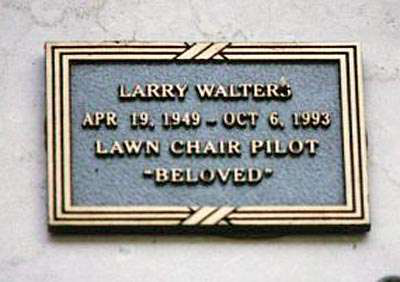 LARRY WALTERS
APR 19, 1949 - OCT 6, 1993
LAWN CHAIR PILOT
"BELOVED"